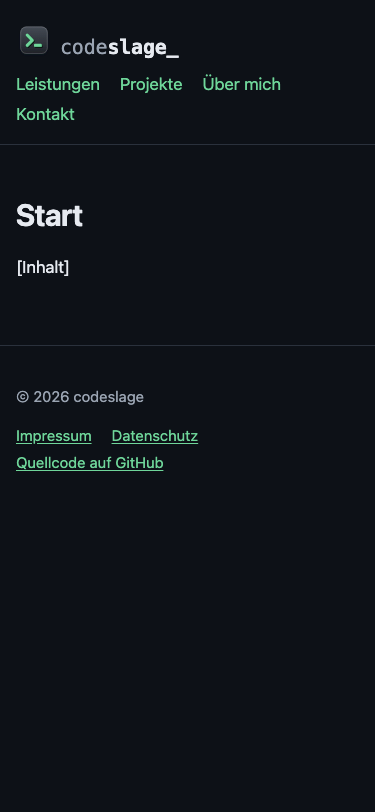 codeslage_
Leistungen Projekte Über mich
Kontakt
Start
[Inhalt]
© 2026 codeslage
Impressum Datenschutz
Quellcode auf GitHub